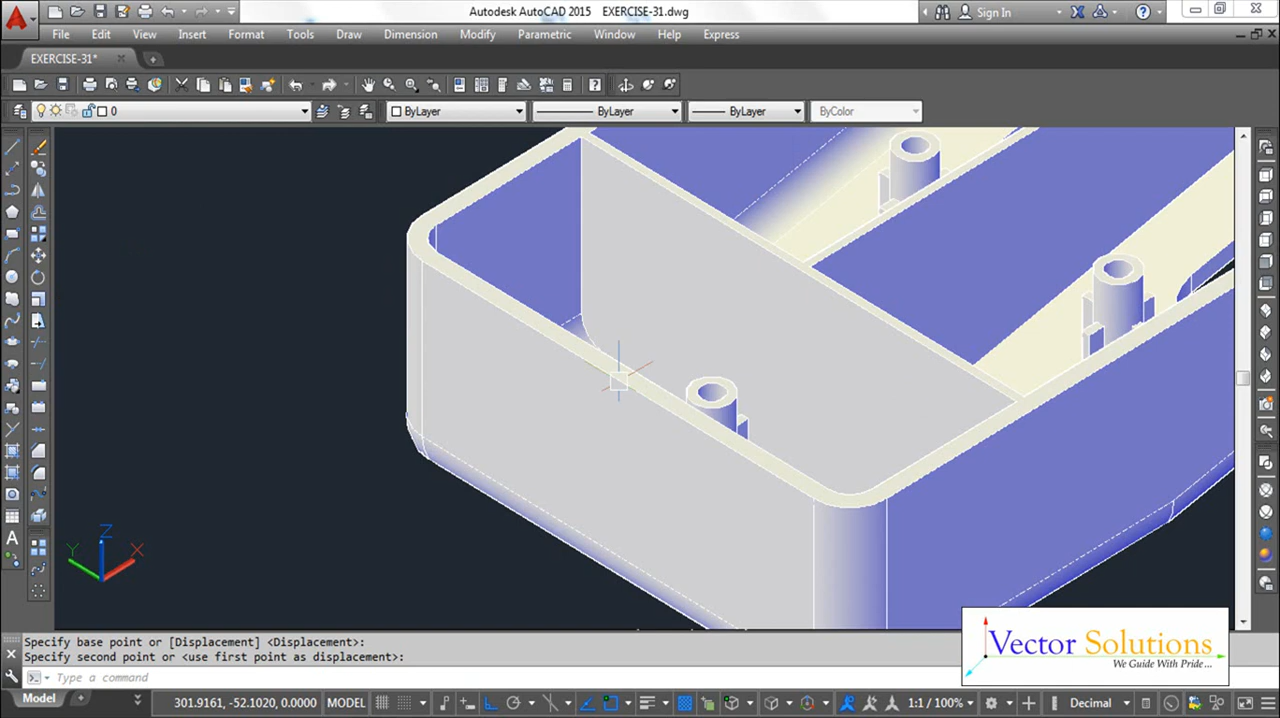 Autodesk AutoCAD 2015 EXERCISE-31.dwg
Sign In
File Edit View Insert Format Tools Draw Dimension Modify Parametric Window Help Express
EXERCISE-31*
0
ByLayer
ByLayer
ByLayer
ByColor
Z
Y
X
A
Specify base point or [Displacement] <Displacement>:
Specify second point or <use first point as displacement>:
Type a command
Vector Solutions
We Guide With Pride...
Model
301.9161, -52.1020, 0.0000 MODEL
1:1 / 100%
Decimal